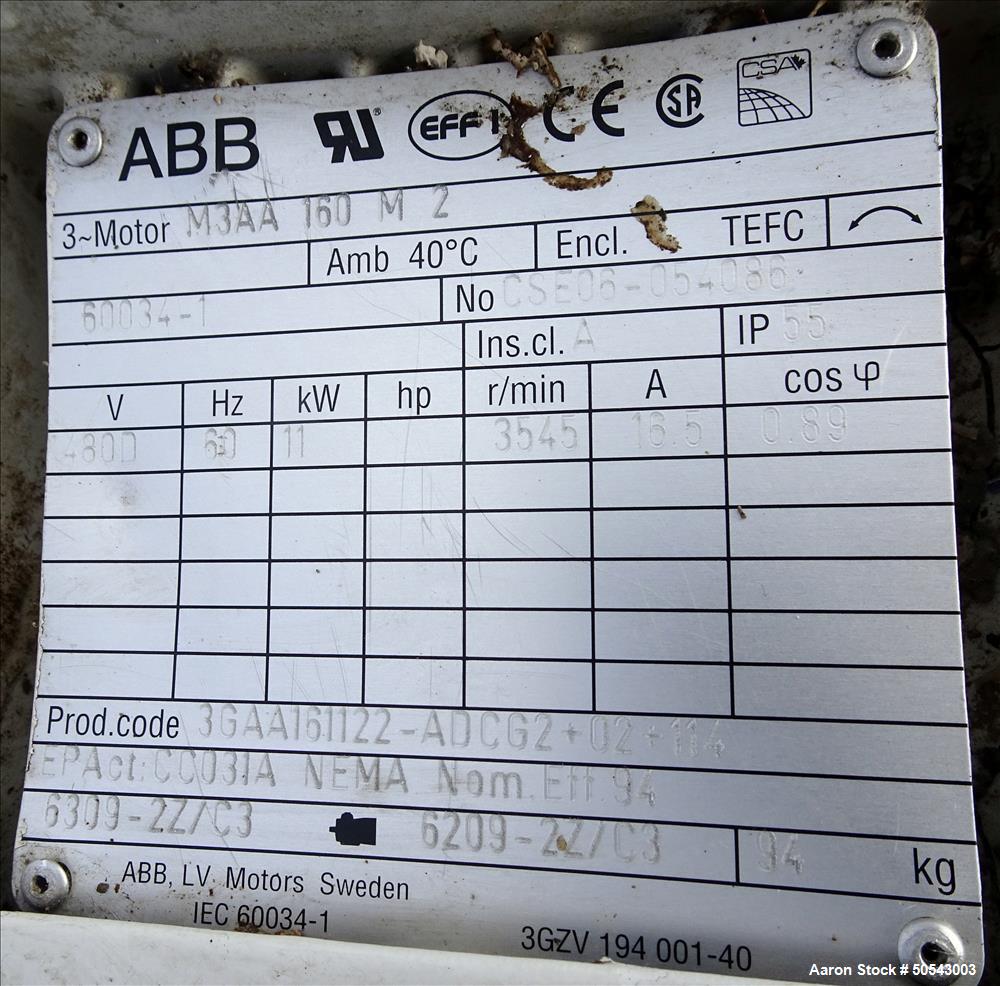 ABB RU® EFF1 CE SA CSA
3~Motor M3AA 160 M 2
Amb 40°C Encl. TEFC
60034-1 No CSE06-054086
Ins.cl. A IP 55
V Hz kW hp r/min A cos φ
480D 60 11 3545 16.5 0.89
Prod.code 3GAA161122-ADCG2+02+114
EPAct:CC031A NEMA Nom.Eff.94
6309-2Z/C3 6209-2Z/C3 94 kg
ABB, LV Motors Sweden
IEC 60034-1 3GZV 194 001-40
Aaron Stock # 50543003